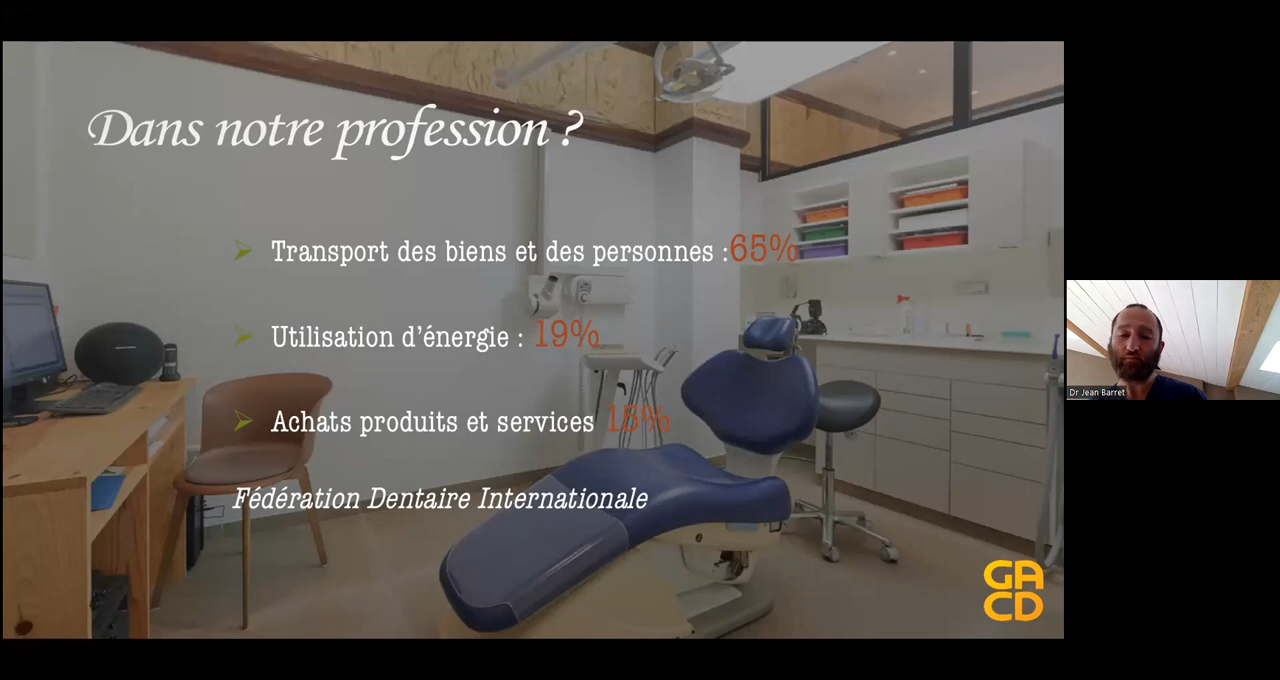 Dans notre profession ?
Transport des biens et des personnes :65%
Utilisation d'énergie : 19%
Achats produits et services 15%
Fédération Dentaire Internationale
GA
CD
Dr Jean Barret